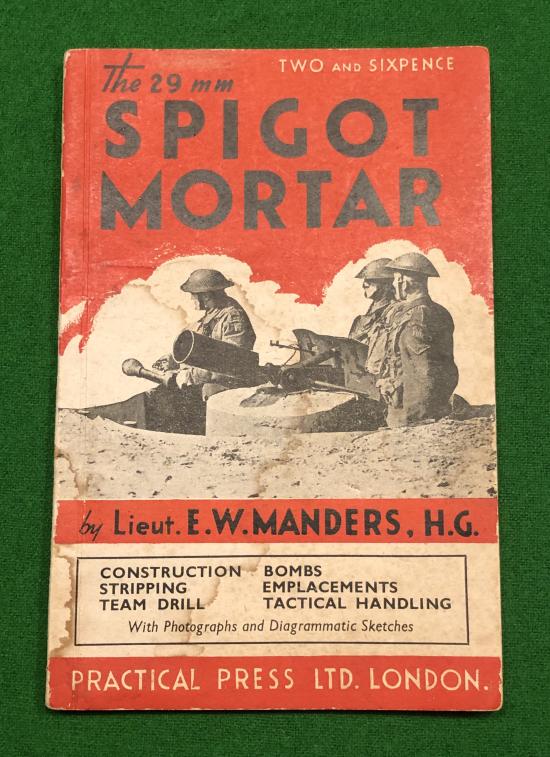 TWO AND SIXPENCE
The 29 mm
SPIGOT
MORTAR
by Lieut. E.W.MANDERS, H.G.
CONSTRUCTION BOMBS
STRIPPING EMPLACEMENTS
TEAM DRILL TACTICAL HANDLING
With Photographs and Diagrammatic Sketches
PRACTICAL PRESS LTD. LONDON.